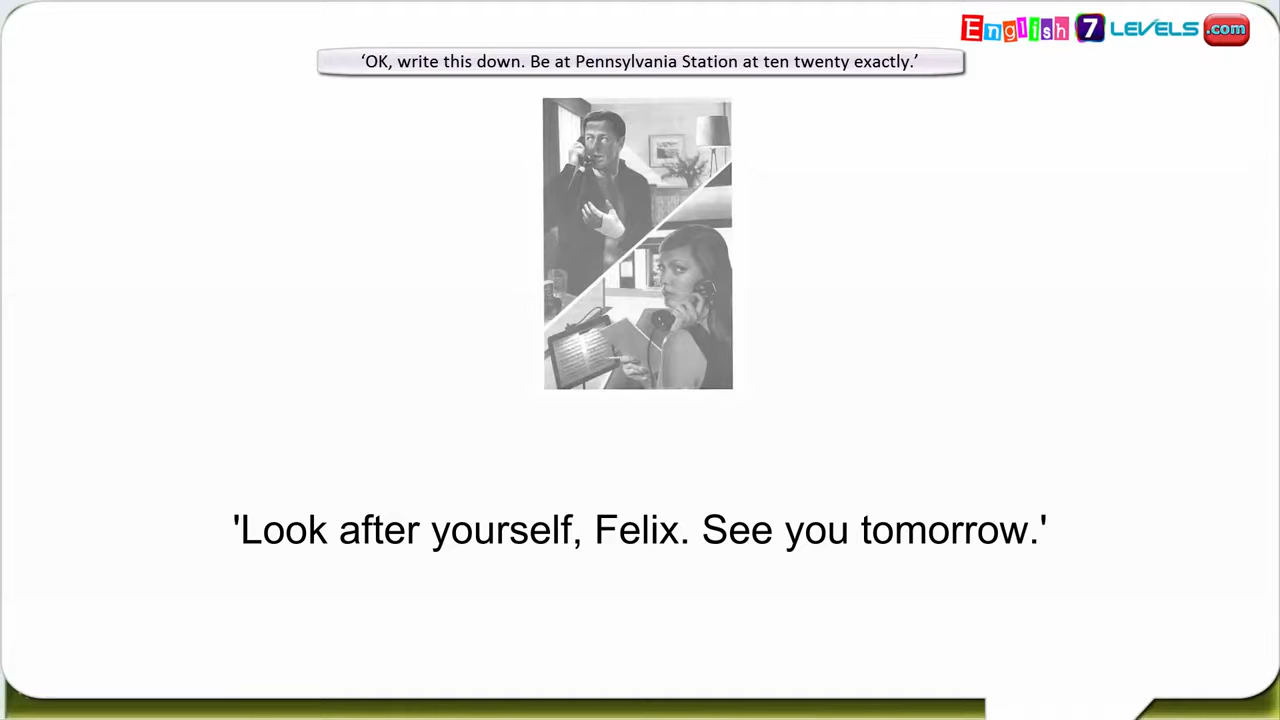 English 7 LEVELS .com
‘OK, write this down. Be at Pennsylvania Station at ten twenty exactly.’
'Look after yourself, Felix. See you tomorrow.'